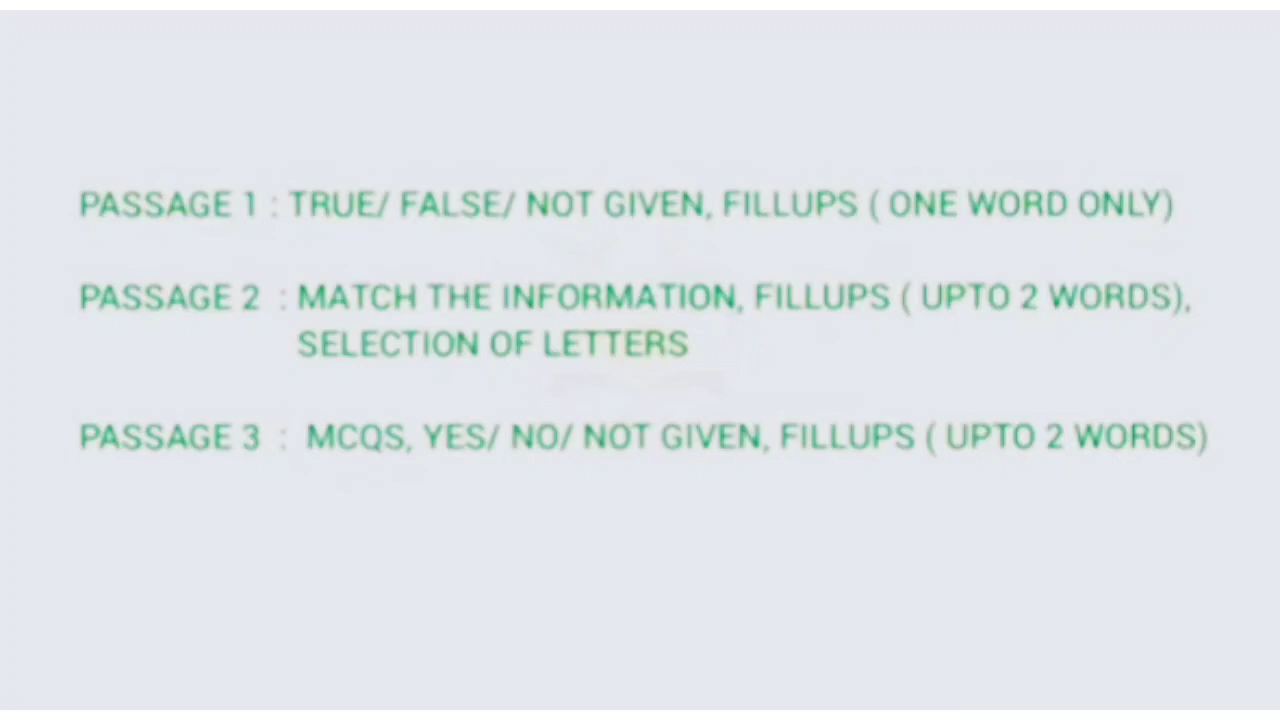 PASSAGE 1 : TRUE/ FALSE/ NOT GIVEN, FILLUPS ( ONE WORD ONLY)
PASSAGE 2 : MATCH THE INFORMATION, FILLUPS ( UPTO 2 WORDS),
SELECTION OF LETTERS
PASSAGE 3 : MCQS, YES/ NO/ NOT GIVEN, FILLUPS ( UPTO 2 WORDS)